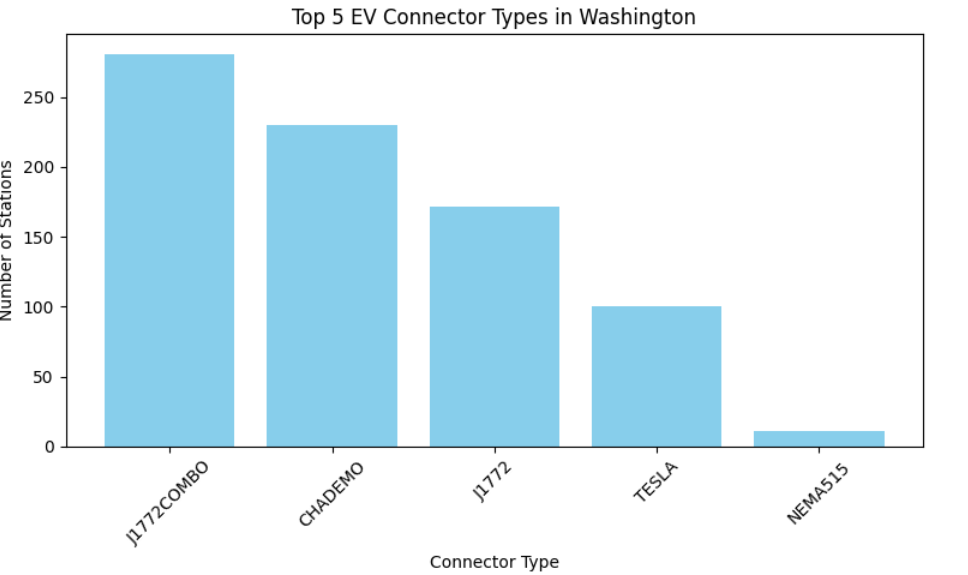 Top 5 EV Connector Types in Washington
Number of Stations
250
200
150
100
50
0
J1772COMBO
CHADEMO
J1772
TESLA
NEMA515
Connector Type